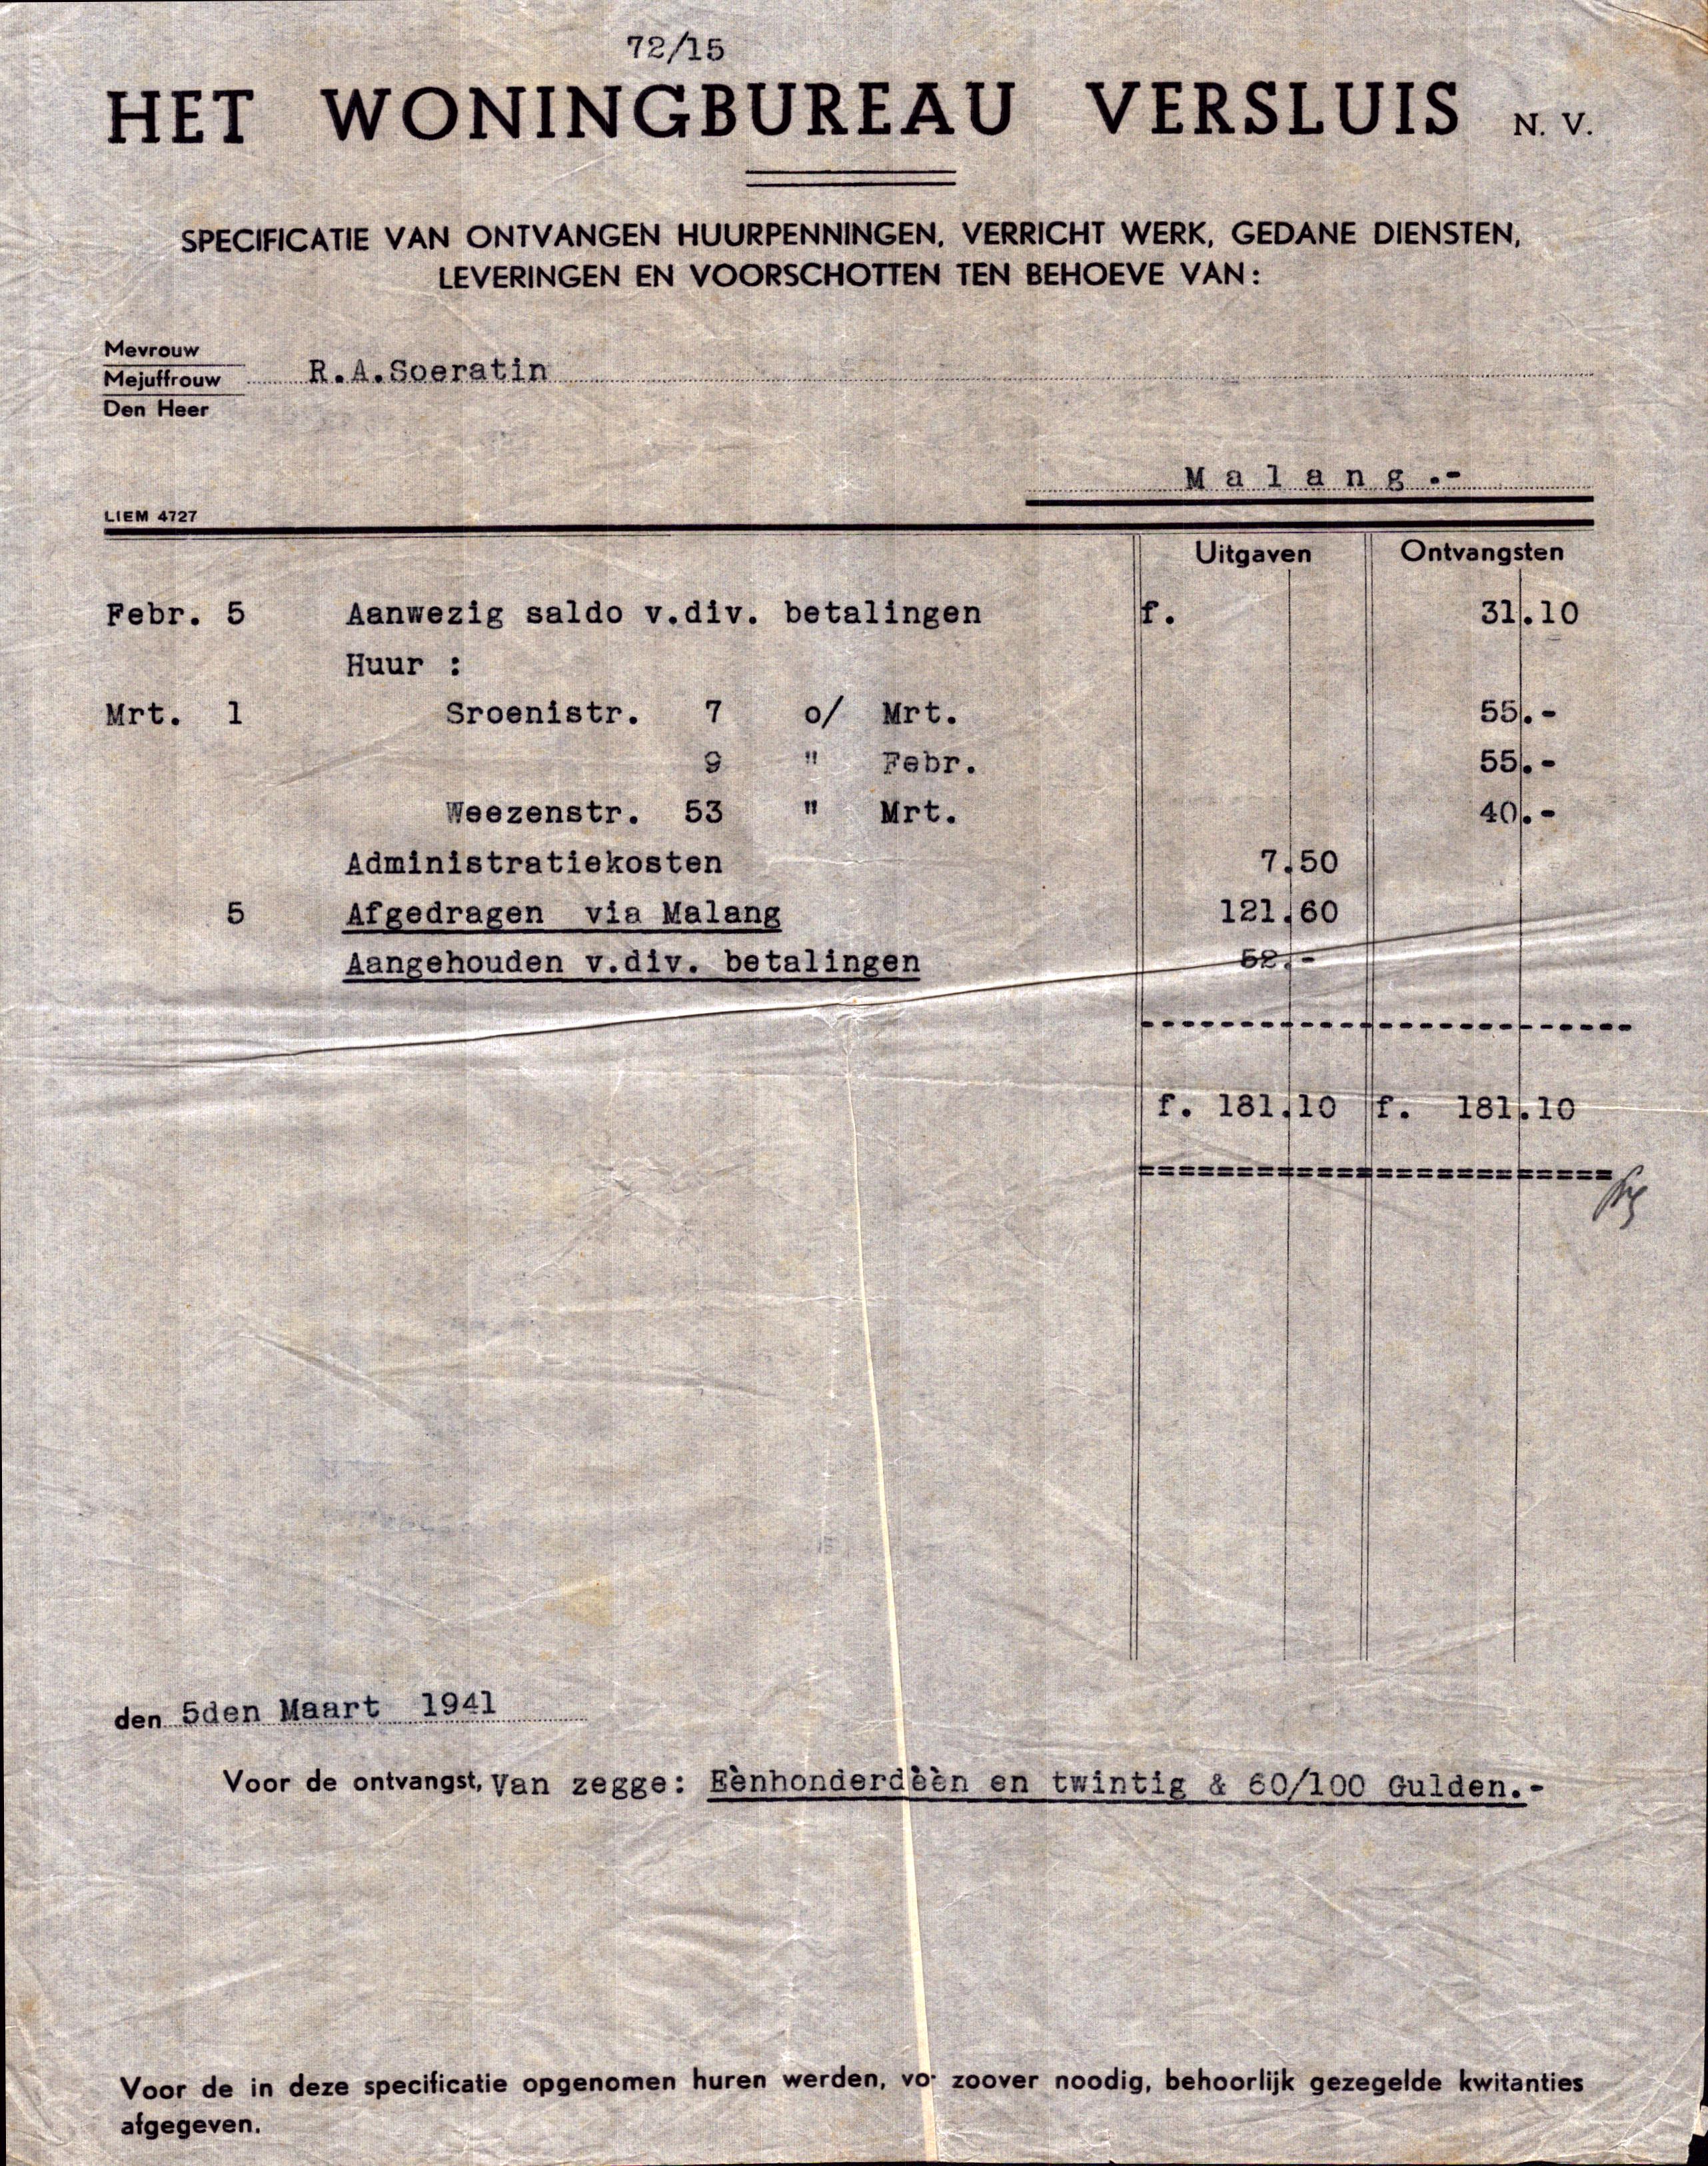 72/15
HET WONINGBUREAU VERSLUIS N. V.
SPECIFICATIE VAN ONTVANGEN HUURPENNINGEN, VERRICHT WERK, GEDANE DIENSTEN,
LEVERINGEN EN VOORSCHOTTEN TEN BEHOEVE VAN:
Mevrouw
Mejuffrouw R.A.Soeratin
Den Heer
Malang.-
LIEM 4727
Uitgaven Ontvangsten
Febr. 5 Aanwezig saldo v.div. betalingen f. 31.10
Huur :
Mrt. 1 Sroenistr. 7 o/ Mrt. 55.-
9 " Febr. 55.-
Weezenstr. 53 " Mrt. 40.-
Administratiekosten 7.50
5 Afgedragen via Malang 121.60
Aangehouden v.div. betalingen 52.-
f. 181.10 f. 181.10
den 5den Maart 1941
Voor de ontvangst, Van zegge: Eènhonderdèèn en twintig & 60/100 Gulden.-
Voor de in deze specificatie opgenomen huren werden, zoover noodig, behoorlijk gezegelde kwitanties
afgegeven.